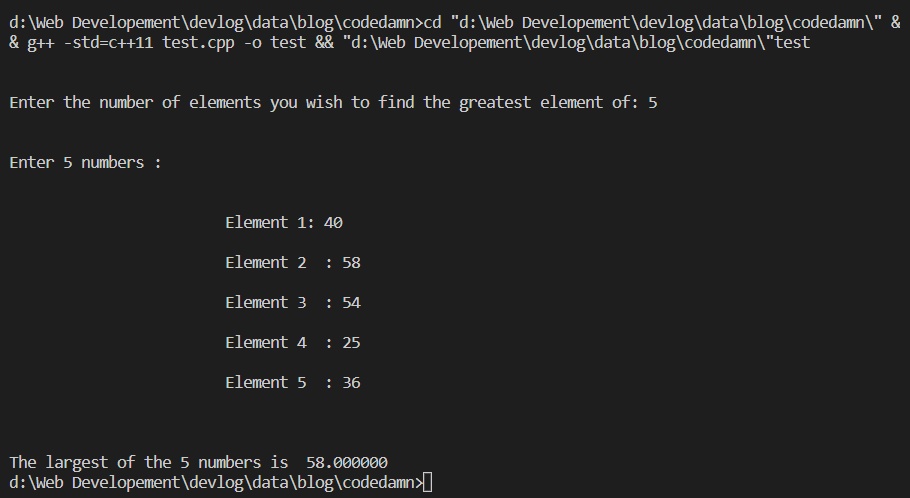 d:\Web Developement\devlog\data\blog\codedamn>cd "d:\Web Developement\devlog\data\blog\codedamn\" &
& g++ -std=c++11 test.cpp -o test && "d:\Web Developement\devlog\data\blog\codedamn\"test
Enter the number of elements you wish to find the greatest element of: 5
Enter 5 numbers :
Element 1: 40
Element 2  : 58
Element 3  : 54
Element 4  : 25
Element 5  : 36
The largest of the 5 numbers is  58.000000
d:\Web Developement\devlog\data\blog\codedamn>